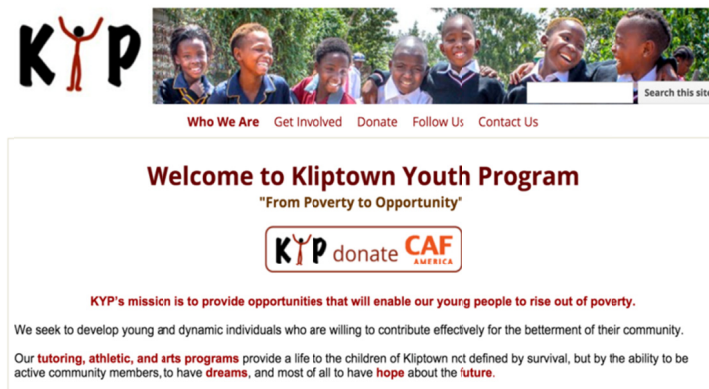 KYP
Search this site
Who We Are Get Involved Donate Follow Us Contact Us
Welcome to Kliptown Youth Program
"From Poverty to Opportunity"
KYP donate CAF
AMERICA
KYP's mission is to provide opportunities that will enable our young people to rise out of poverty.
We seek to develop young and dynamic individuals who are willing to contribute effectively for the betterment of their community.
Our tutoring, athletic, and arts programs provide a life to the children of Kliptown not defined by survival, but by the ability to be
active community members, to have dreams, and most of all to have hope about the future.